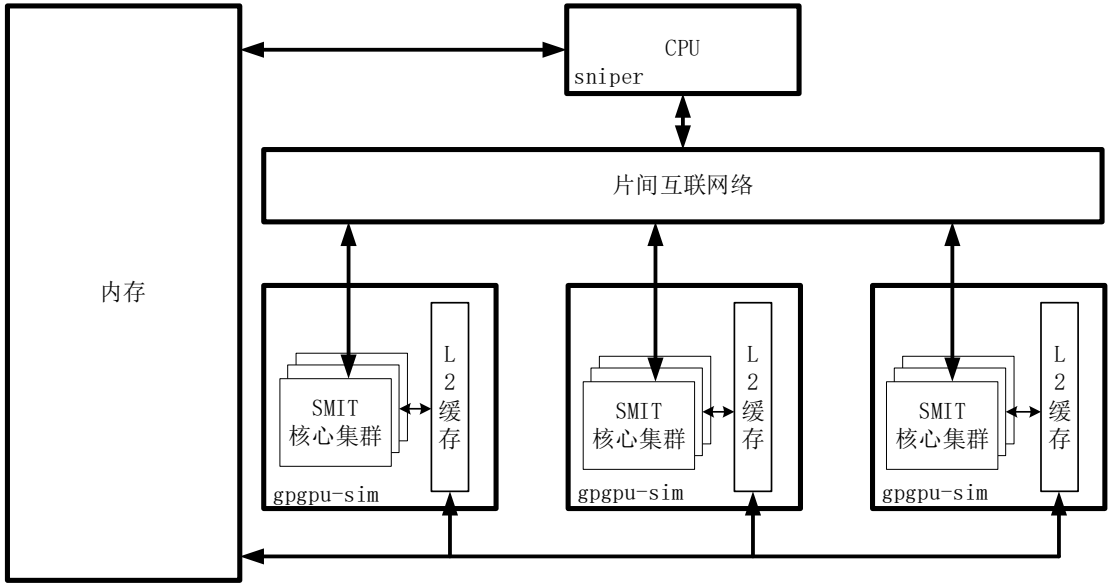 CPU
sniper
片间互联网络
内存
L
2
缓
存
SMIT
核心集群
gpgpu-sim
L
2
缓
存
SMIT
核心集群
gpgpu-sim
L
2
缓
存
SMIT
核心集群
gpgpu-sim